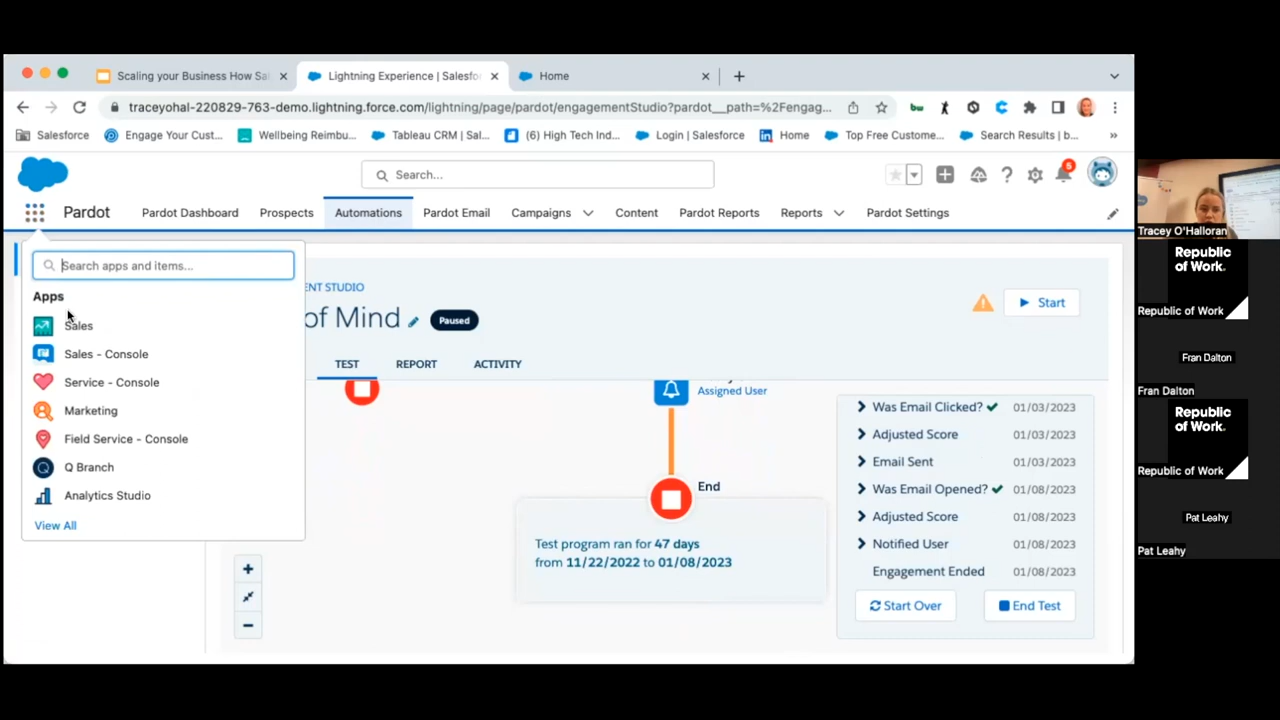 Scaling your Business How Sal
Lightning Experience | Salesfor
Home
traceyohal-220829-763-demo.lightning.force.com/lightning/page/pardot/engagementStudio?pardot__path=%2Fengag...
Salesforce
Engage Your Cust...
Wellbeing Reimbu...
Tableau CRM | Sal...
(6) High Tech Ind...
Login | Salesforce
Home
Top Free Custome...
Search Results | b...
»
Search...
5
Pardot
Pardot Dashboard
Prospects
Automations
Pardot Email
Campaigns
Content
Pardot Reports
Reports
Pardot Settings
Search apps and items...
Apps
Sales
Sales - Console
Service - Console
Marketing
Field Service - Console
Q Branch
Analytics Studio
View All
ENT STUDIO
of Mind
Paused
Start
TEST
REPORT
ACTIVITY
Assigned User
End
Test program ran for 47 days
from 11/22/2022 to 01/08/2023
Was Email Clicked? 01/03/2023
Adjusted Score 01/03/2023
Email Sent 01/03/2023
Was Email Opened? 01/08/2023
Adjusted Score 01/08/2023
Notified User 01/08/2023
Engagement Ended 01/08/2023
Start Over
End Test
Tracey O'Halloran
Republic
of Work.
Republic of Work
Fran Dalton
Fran Dalton
Republic
of Work.
Republic of Work
Pat Leahy
Pat Leahy